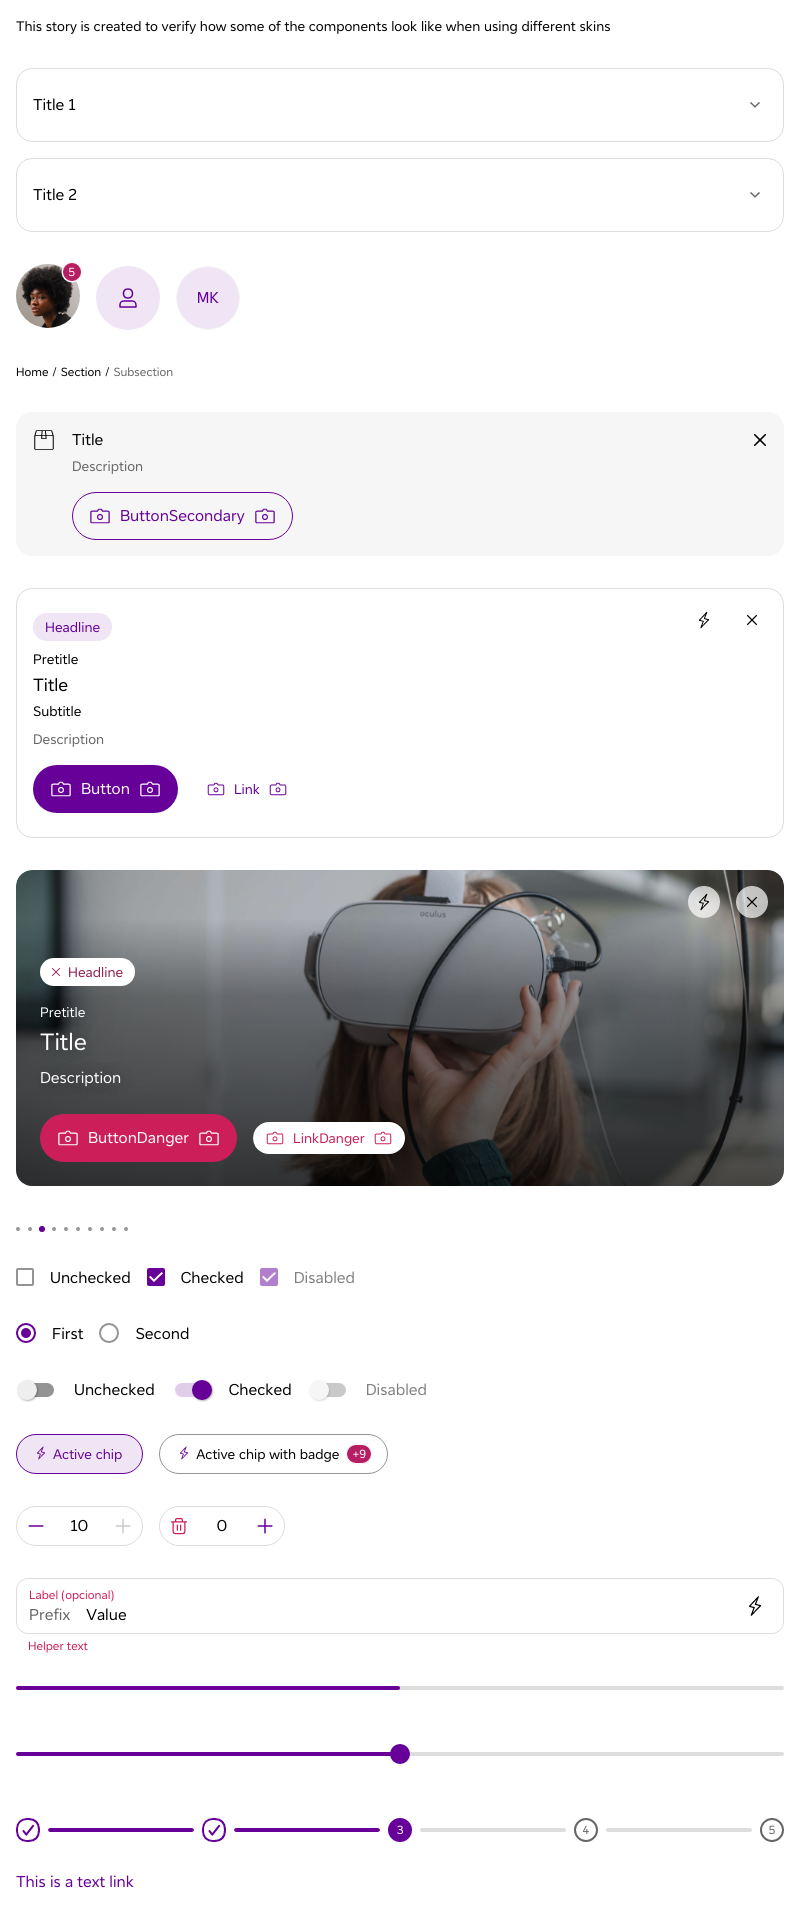 This story is created to verify how some of the components look like when using different skins
Title 1
Title 2
5
MK
Home / Section / Subsection
Title
Description
ButtonSecondary
Headline
Pretitle
Title
Subtitle
Description
Button Link
oculus
Headline
Pretitle
Title
Description
ButtonDanger LinkDanger
Unchecked Checked Disabled
First Second
Unchecked Checked Disabled
Active chip Active chip with badge +9
10 0
Label (opcional)
Prefix Value
Helper text
3 4 5
This is a text link